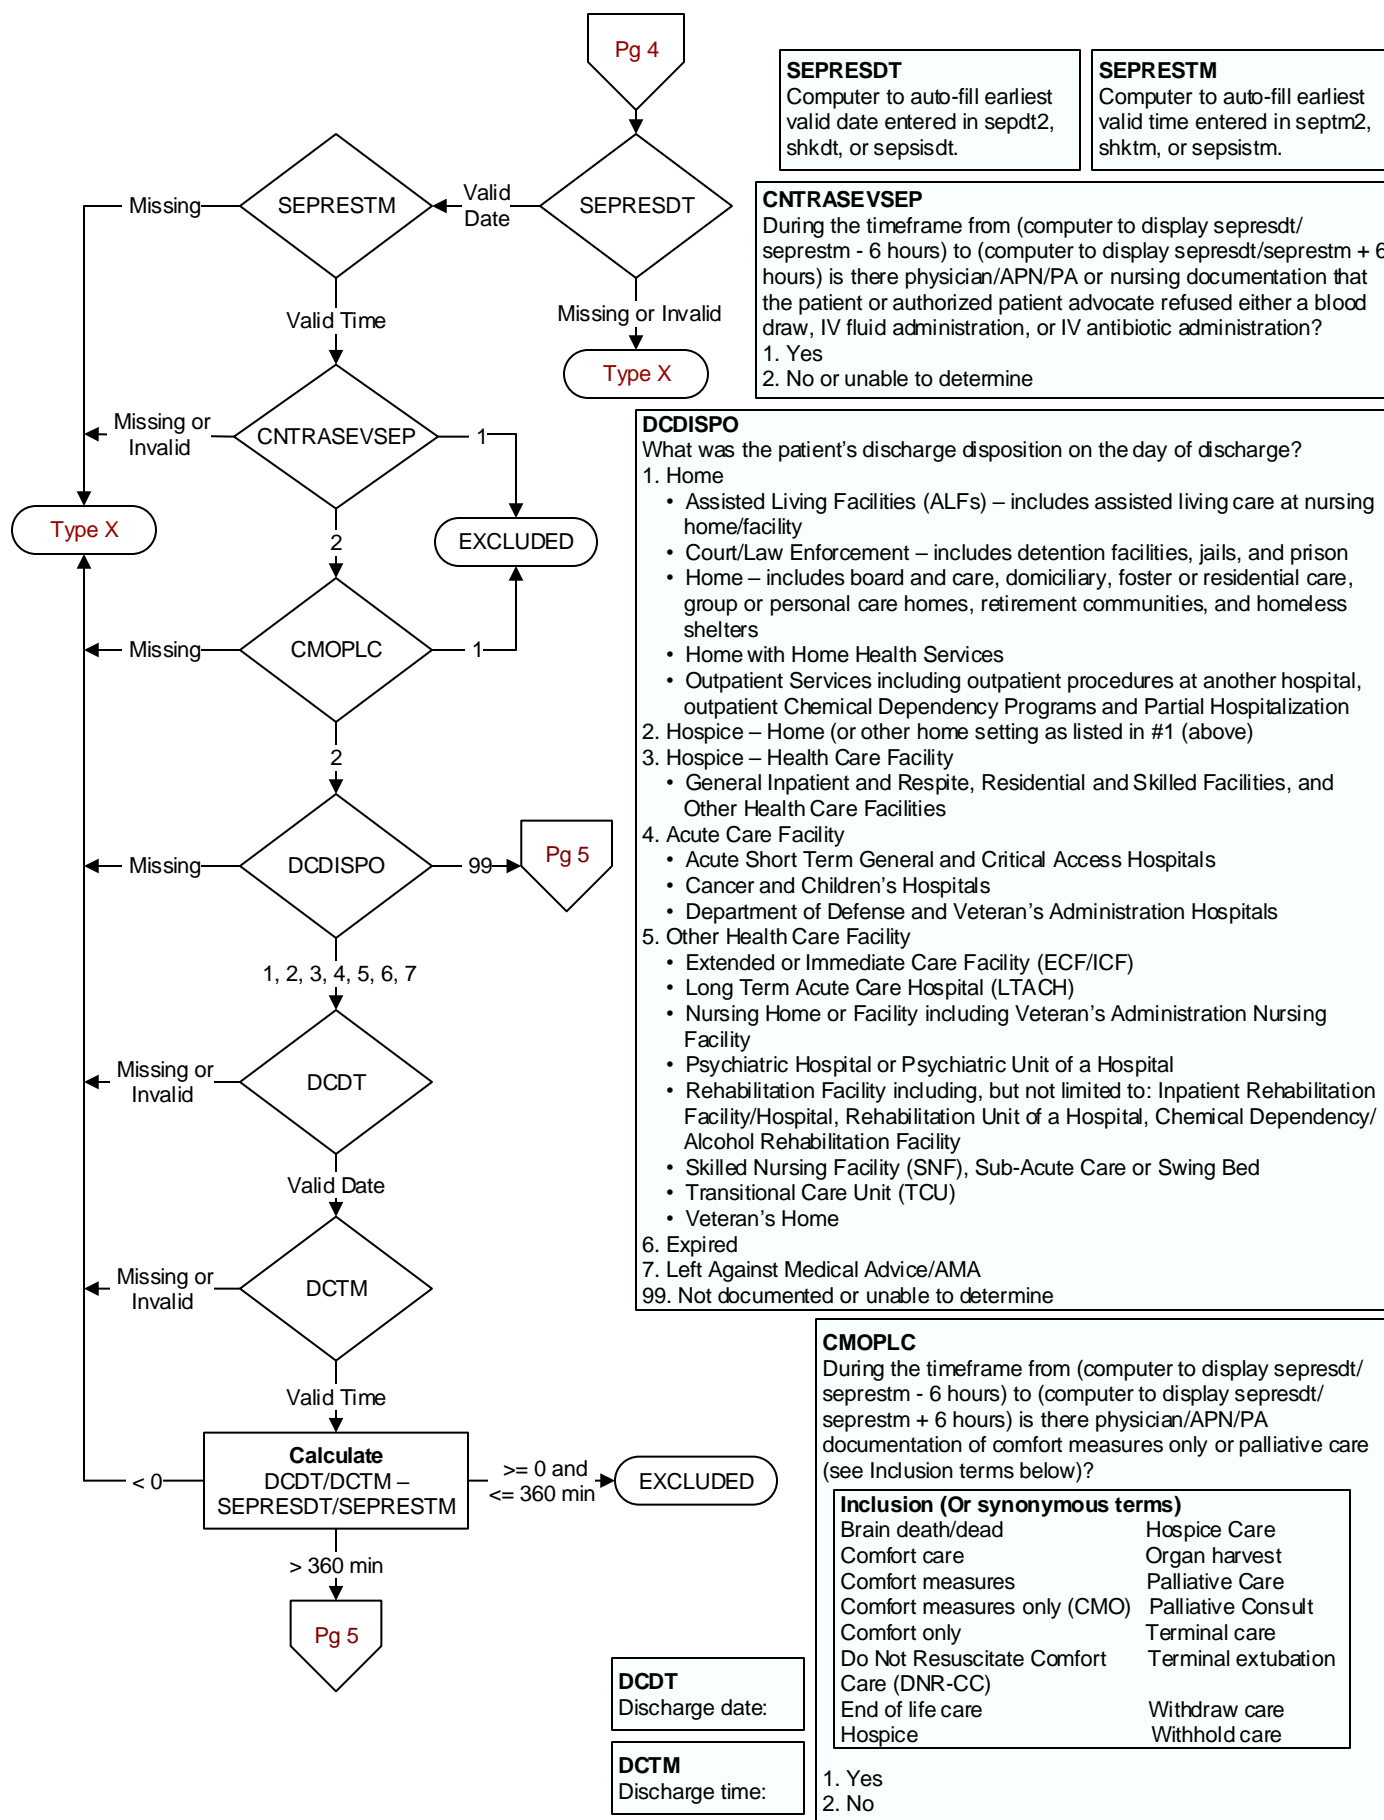 Pg 4
SEPRESDT
Computer to auto-fill earliest
valid date entered in sepdt2,
shkdt, or sepsisdt.
SEPRESTM
Computer to auto-fill earliest
valid time entered in septm2,
shktm, or sepsistm.
Missing
SEPRESTM
Valid
Date
SEPRESDT
CNTRASEVSEP
During the timeframe from (computer to display sepresdt/
seprestm - 6 hours) to (computer to display sepresdt/seprestm + 6
hours) is there physician/APN/PA or nursing documentation that
the patient or authorized patient advocate refused either a blood
draw, IV fluid administration, or IV antibiotic administration?
1. Yes
2. No or unable to determine
Valid Time
Missing or Invalid
Type X
Missing or
Invalid
CNTRASEVSEP
1
Type X
2
EXCLUDED
Missing
CMOPLC
1
2
Missing
DCDISPO
99
Pg 5
1, 2, 3, 4, 5, 6, 7
Missing or
Invalid
DCDT
Valid Date
Missing or
Invalid
DCTM
Valid Time
< 0
Calculate
DCDT/DCTM –
SEPRESDT/SEPRESTM
>= 0 and
<= 360 min
EXCLUDED
> 360 min
Pg 5
DCDISPO
What was the patient’s discharge disposition on the day of discharge?
1. Home
• Assisted Living Facilities (ALFs) – includes assisted living care at nursing
home/facility
• Court/Law Enforcement – includes detention facilities, jails, and prison
• Home – includes board and care, domiciliary, foster or residential care,
group or personal care homes, retirement communities, and homeless
shelters
• Home with Home Health Services
• Outpatient Services including outpatient procedures at another hospital,
outpatient Chemical Dependency Programs and Partial Hospitalization
2. Hospice – Home (or other home setting as listed in #1 (above)
3. Hospice – Health Care Facility
• General Inpatient and Respite, Residential and Skilled Facilities, and
Other Health Care Facilities
4. Acute Care Facility
• Acute Short Term General and Critical Access Hospitals
• Cancer and Children’s Hospitals
• Department of Defense and Veteran’s Administration Hospitals
5. Other Health Care Facility
• Extended or Immediate Care Facility (ECF/ICF)
• Long Term Acute Care Hospital (LTACH)
• Nursing Home or Facility including Veteran’s Administration Nursing
Facility
• Psychiatric Hospital or Psychiatric Unit of a Hospital
• Rehabilitation Facility including, but not limited to: Inpatient Rehabilitation
Facility/Hospital, Rehabilitation Unit of a Hospital, Chemical Dependency/
Alcohol Rehabilitation Facility
• Skilled Nursing Facility (SNF), Sub-Acute Care or Swing Bed
• Transitional Care Unit (TCU)
• Veteran’s Home
6. Expired
7. Left Against Medical Advice/AMA
99. Not documented or unable to determine
CMOPLC
During the timeframe from (computer to display sepresdt/
seprestm - 6 hours) to (computer to display sepresdt/
seprestm + 6 hours) is there physician/APN/PA
documentation of comfort measures only or palliative care
(see Inclusion terms below)?
Inclusion (Or synonymous terms)
Brain death/dead Hospice Care
Comfort care Organ harvest
Comfort measures Palliative Care
Comfort measures only (CMO) Palliative Consult
Comfort only Terminal care
Do Not Resuscitate Comfort Terminal extubation
Care (DNR-CC)
End of life care Withdraw care
Hospice Withhold care
1. Yes
2. No
DCDT
Discharge date:
DCTM
Discharge time: